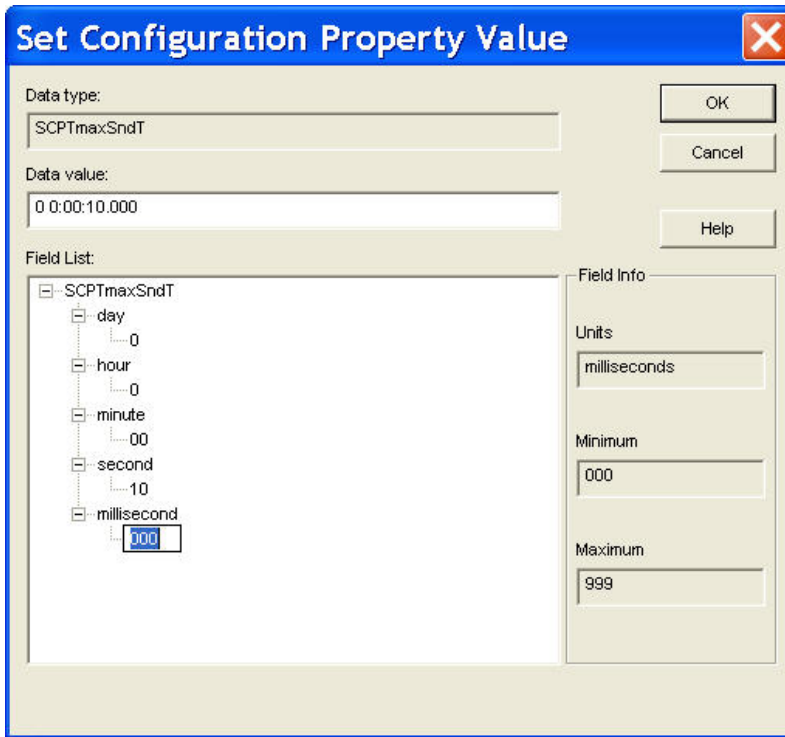 Set Configuration Property Value
Data type:
SCPTmaxSndT
OK
Cancel
Data value:
0 0:00:10.000
Help
Field List:
SCPTmaxSndT
day
0
hour
0
minute
00
second
10
millisecond
000
Field Info
Units
milliseconds
Minimum
000
Maximum
999